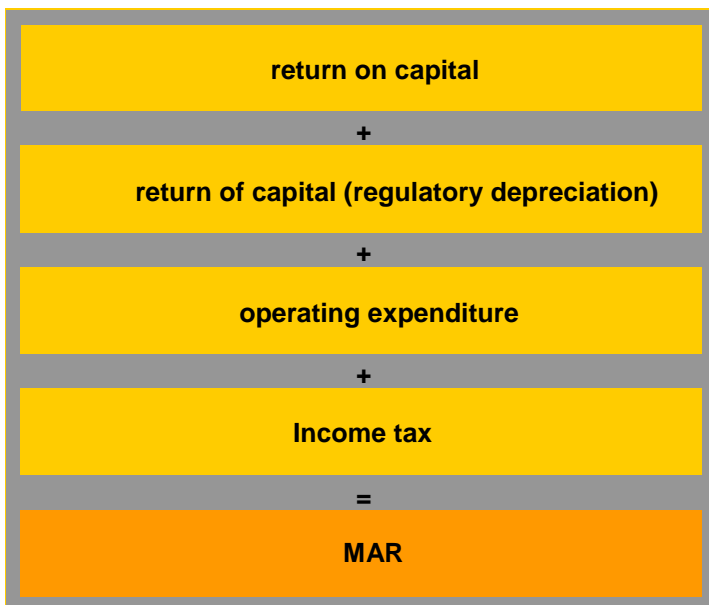 return on capital
+
return of capital (regulatory depreciation)
+
operating expenditure
+
Income tax
=
MAR